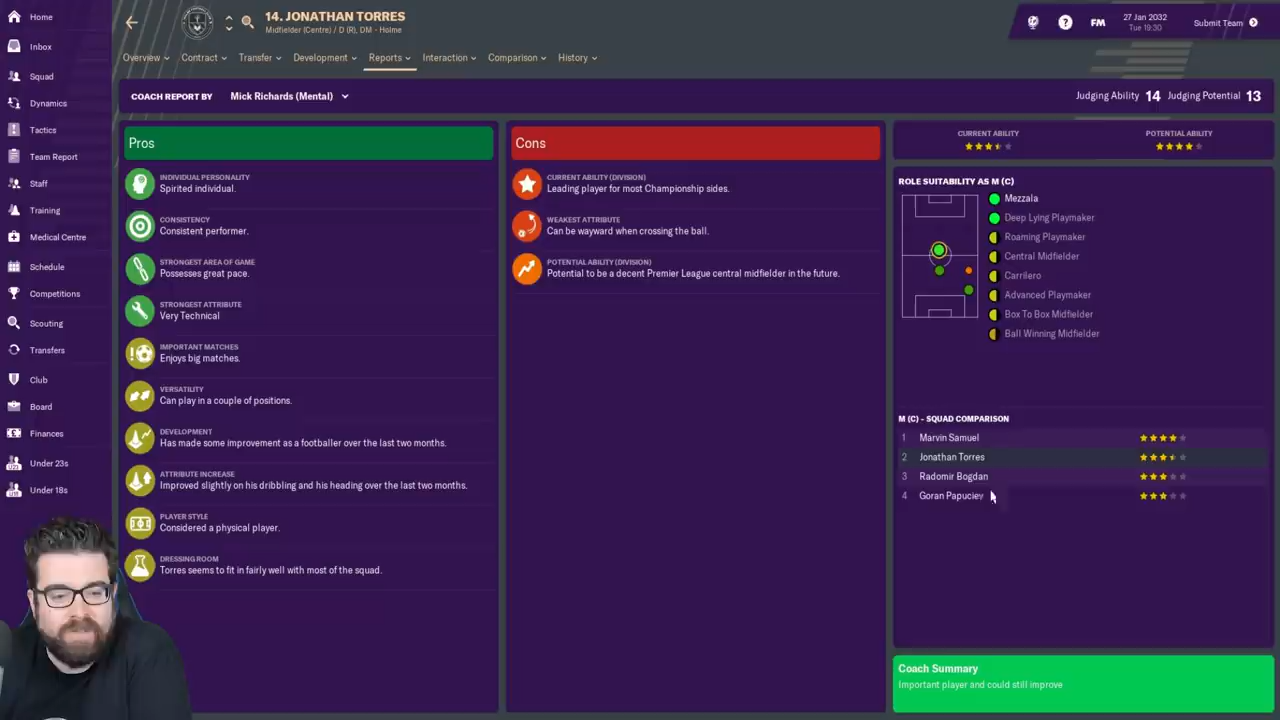 14. JONATHAN TORRES
Midfielder (Centre) / D (R), DM - Holme
FM
27 Jan 2032
Tue 19:30
Submit Team
Home
Inbox
Squad
Dynamics
Tactics
Team Report
Staff
Training
Medical Centre
Schedule
Competitions
Scouting
Transfers
Club
Board
Finances
Under 23s
Under 18s
Overview
Contract
Transfer
Development
Reports
Interaction
Comparison
History
COACH REPORT BY Mick Richards (Mental)
Judging Ability 14 Judging Potential 13
Pros
INDIVIDUAL PERSONALITY
Spirited individual.
CONSISTENCY
Consistent performer.
STRONGEST AREA OF GAME
Possesses great pace.
STRONGEST ATTRIBUTE
Very Technical
IMPORTANT MATCHES
Enjoys big matches.
VERSATILITY
Can play in a couple of positions.
DEVELOPMENT
Has made some improvement as a footballer over the last two months.
ATTRIBUTE INCREASE
Improved slightly on his dribbling and his heading over the last two months.
PLAYER STYLE
Considered a physical player.
DRESSING ROOM
Torres seems to fit in fairly well with most of the squad.
Cons
CURRENT ABILITY (DIVISION)
Leading player for most Championship sides.
WEAKEST ATTRIBUTE
Can be wayward when crossing the ball.
POTENTIAL ABILITY (DIVISION)
Potential to be a decent Premier League central midfielder in the future.
CURRENT ABILITY
POTENTIAL ABILITY
ROLE SUITABILITY AS M (C)
Mezzala
Deep Lying Playmaker
Roaming Playmaker
Central Midfielder
Carrilero
Advanced Playmaker
Box To Box Midfielder
Ball Winning Midfielder
M (C) - SQUAD COMPARISON
1 Marvin Samuel
2 Jonathan Torres
3 Radomir Bogdan
4 Goran Papuciev
Coach Summary
Important player and could still improve